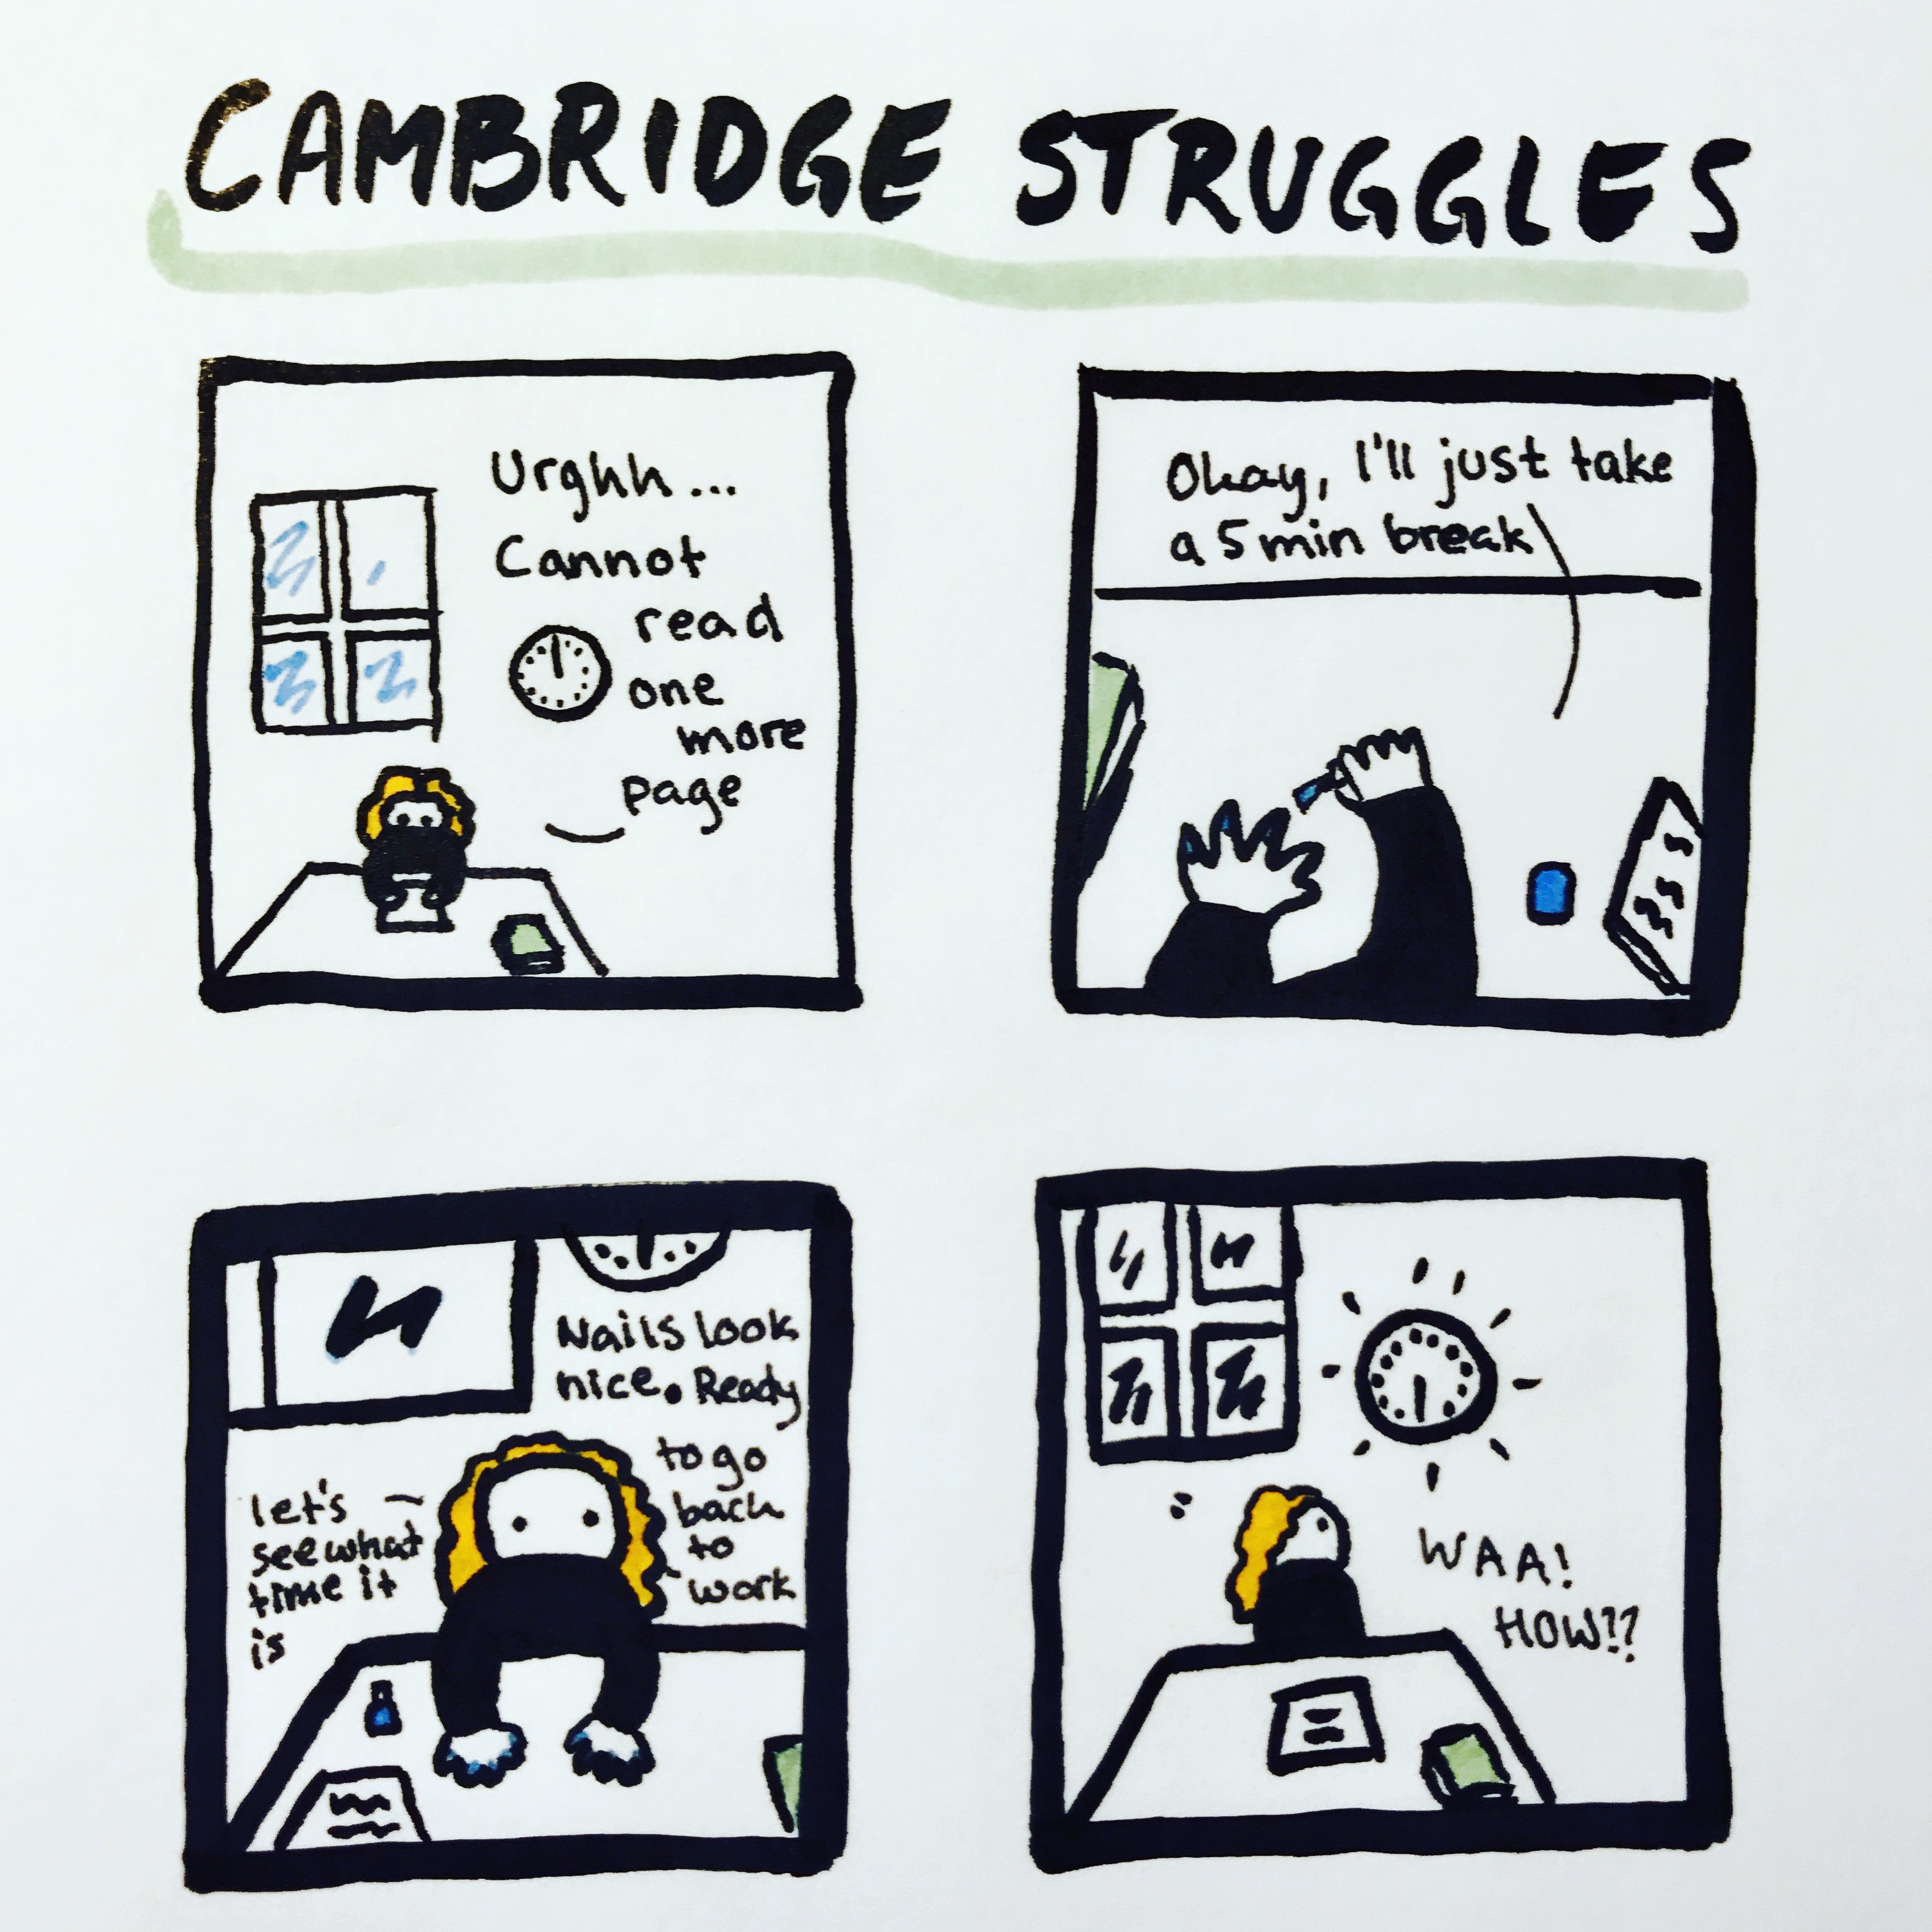 CAMBRIDGE STRUGGLES
Urghh...
Cannot
read
one
more
page
Okay, I'll just take
a 5 min break
Nails look
nice. Ready
to go
back
to
work
let's
see what
time it
is
WAA!
HOW??